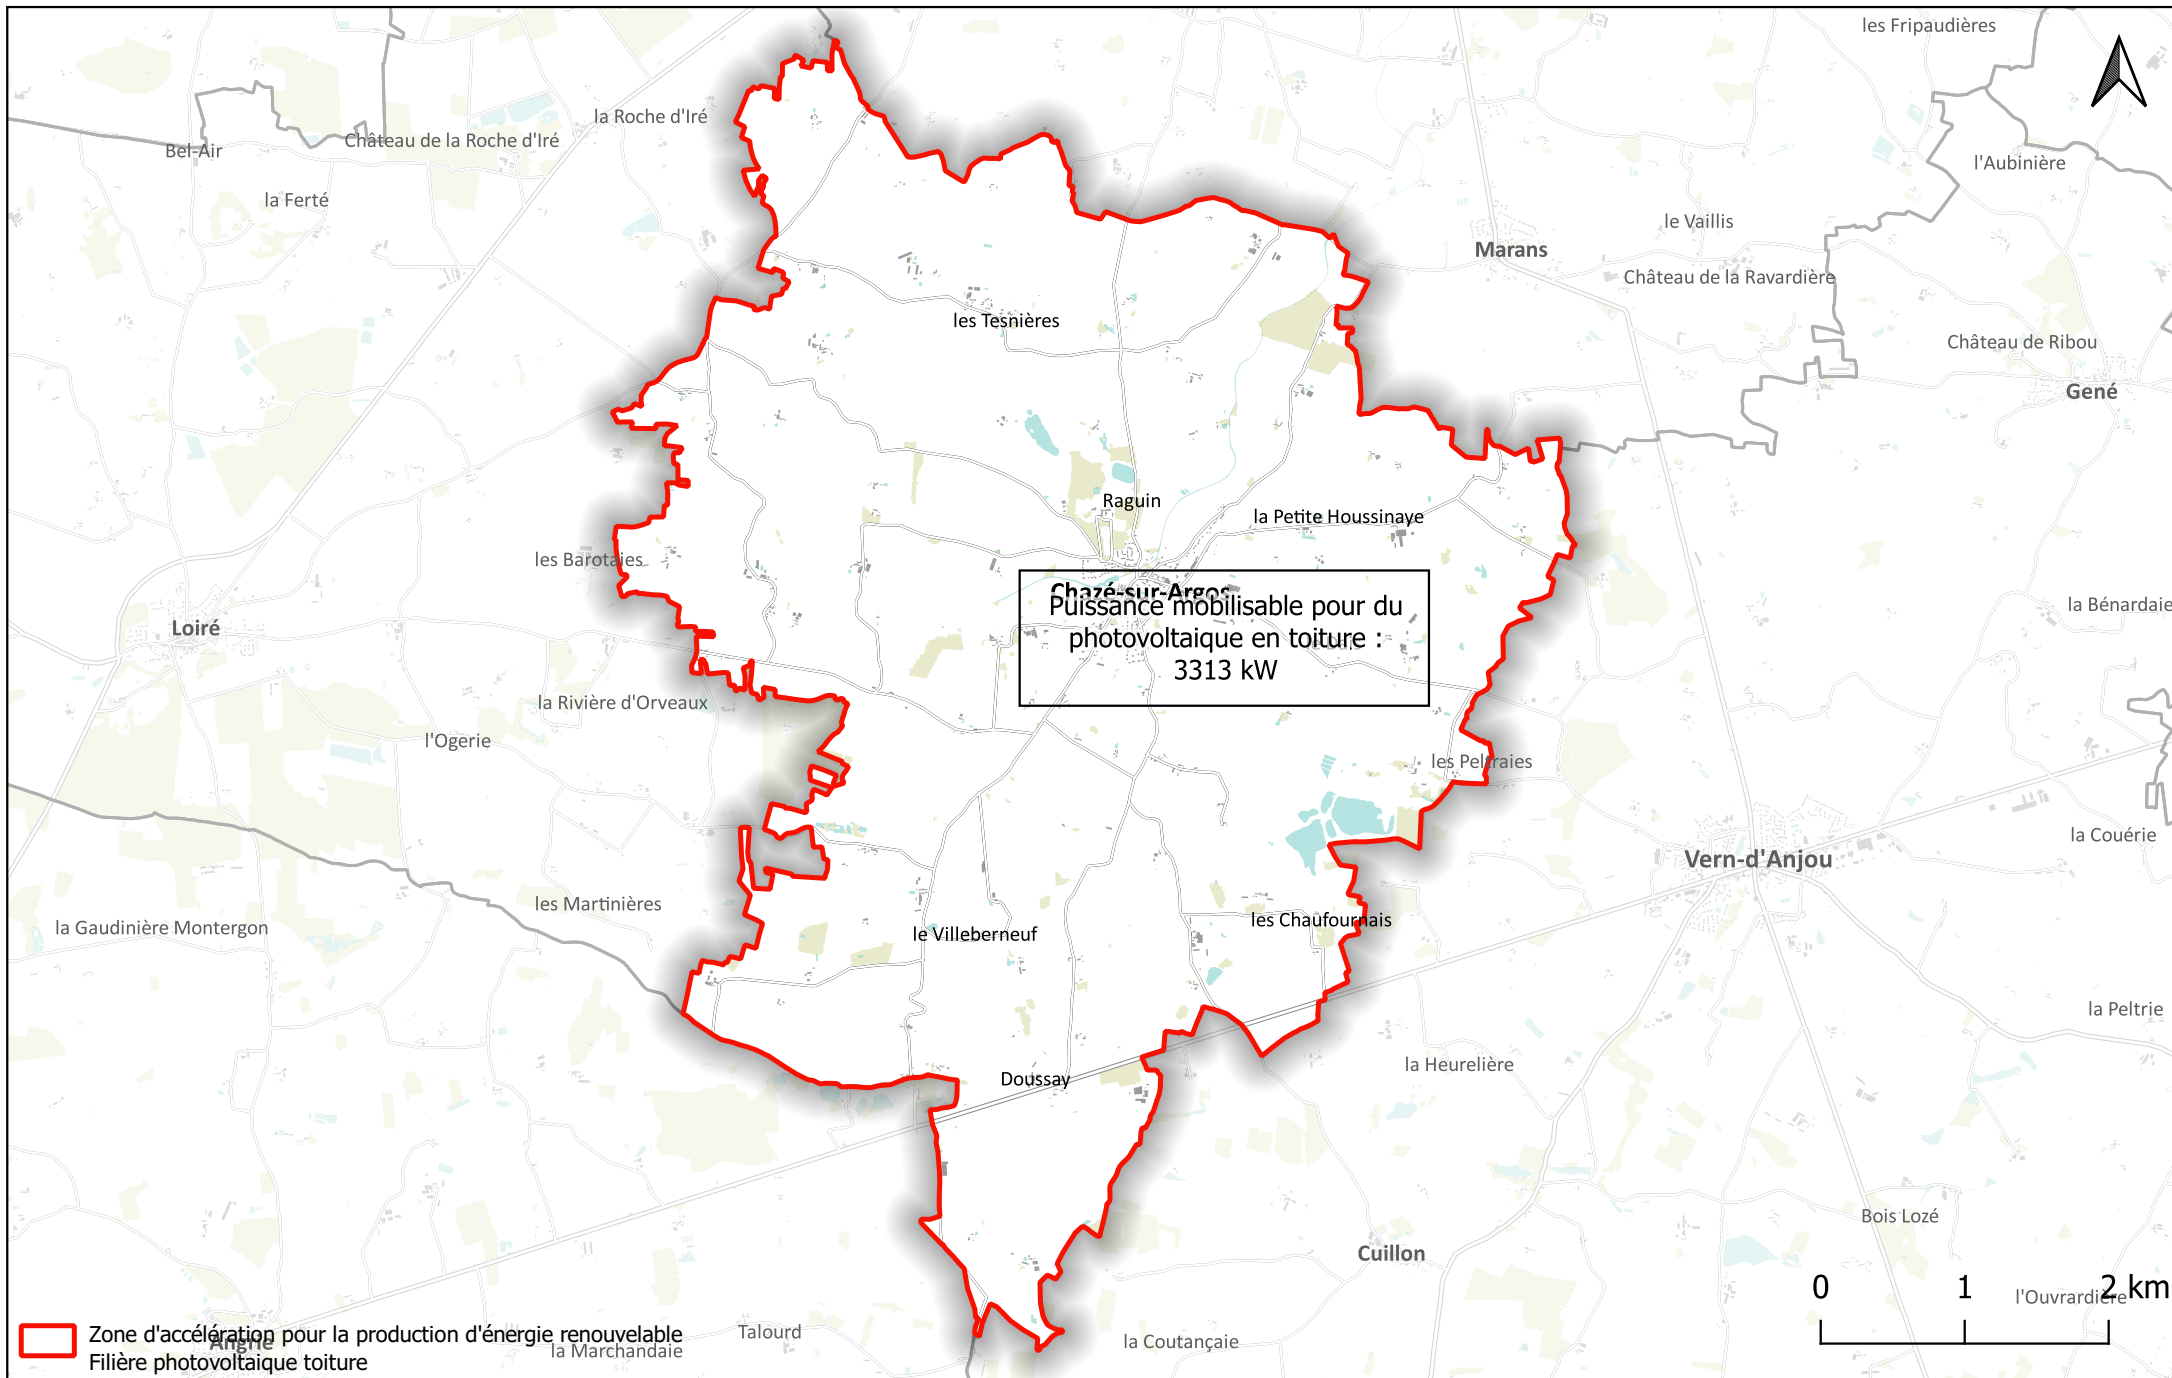 les Fripaudières
la Roche d'Iré
Château de la Roche d'Iré
Bel-Air
l'Aubinière
la Ferté
le Vaillis
Marans
Château de la Ravardière
les Tesnières
Château de Ribou
Gené
Raguin
la Petite Houssinaye
les Barotaies
Chazé-sur-Argos
Puissance mobilisable pour du
photovoltaique en toiture :
3313 kW
la Bénardaie
Loiré
la Rivière d'Orveaux
l'Ogerie
les Peltraies
la Couérie
Vern-d'Anjou
les Martinières
la Gaudinière Montergon
le Villeberneuf
les Chaufournais
la Peltrie
la Heurelière
Doussay
Bois Lozé
Cuillon
0 1 2 km
l'Ouvrardière
Zone d'accélération pour la production d'énergie renouvelable
Filière photovoltaique toiture
Angrie
la Marchandaie
Talourd
la Coutançaie